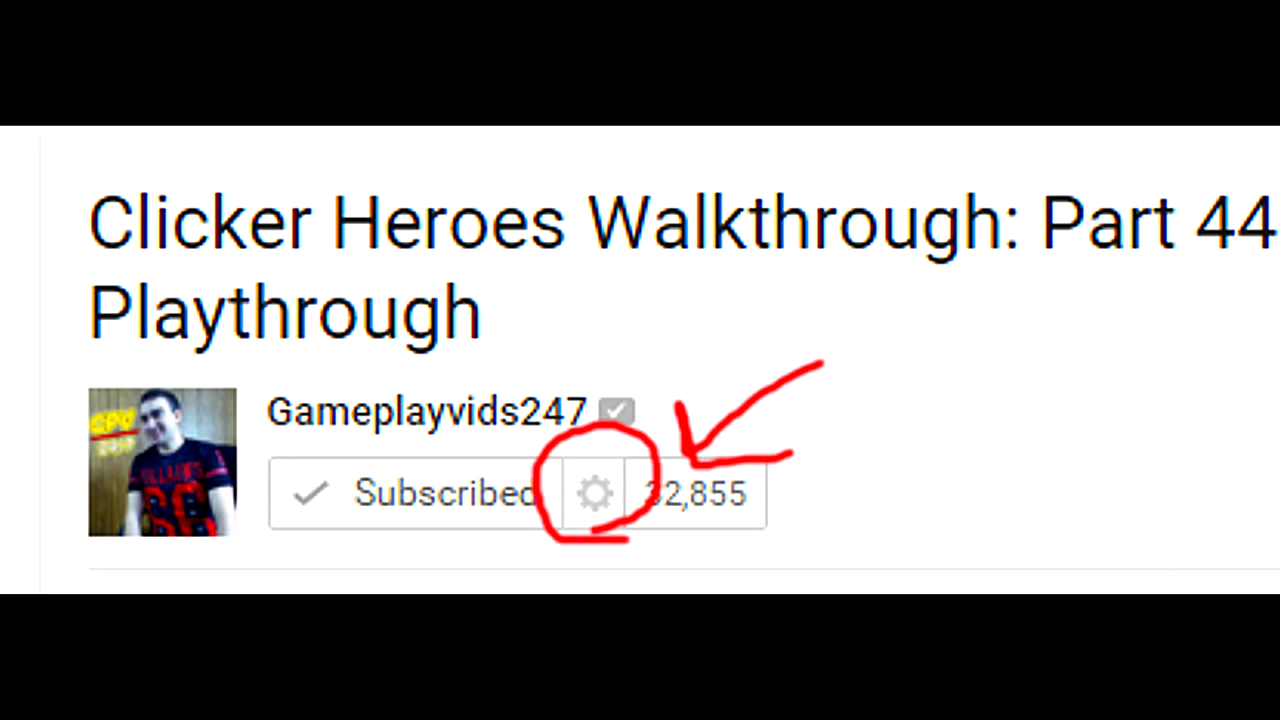 Clicker Heroes Walkthrough: Part 44
Playthrough
Gameplayvids247
Subscribed 32,855